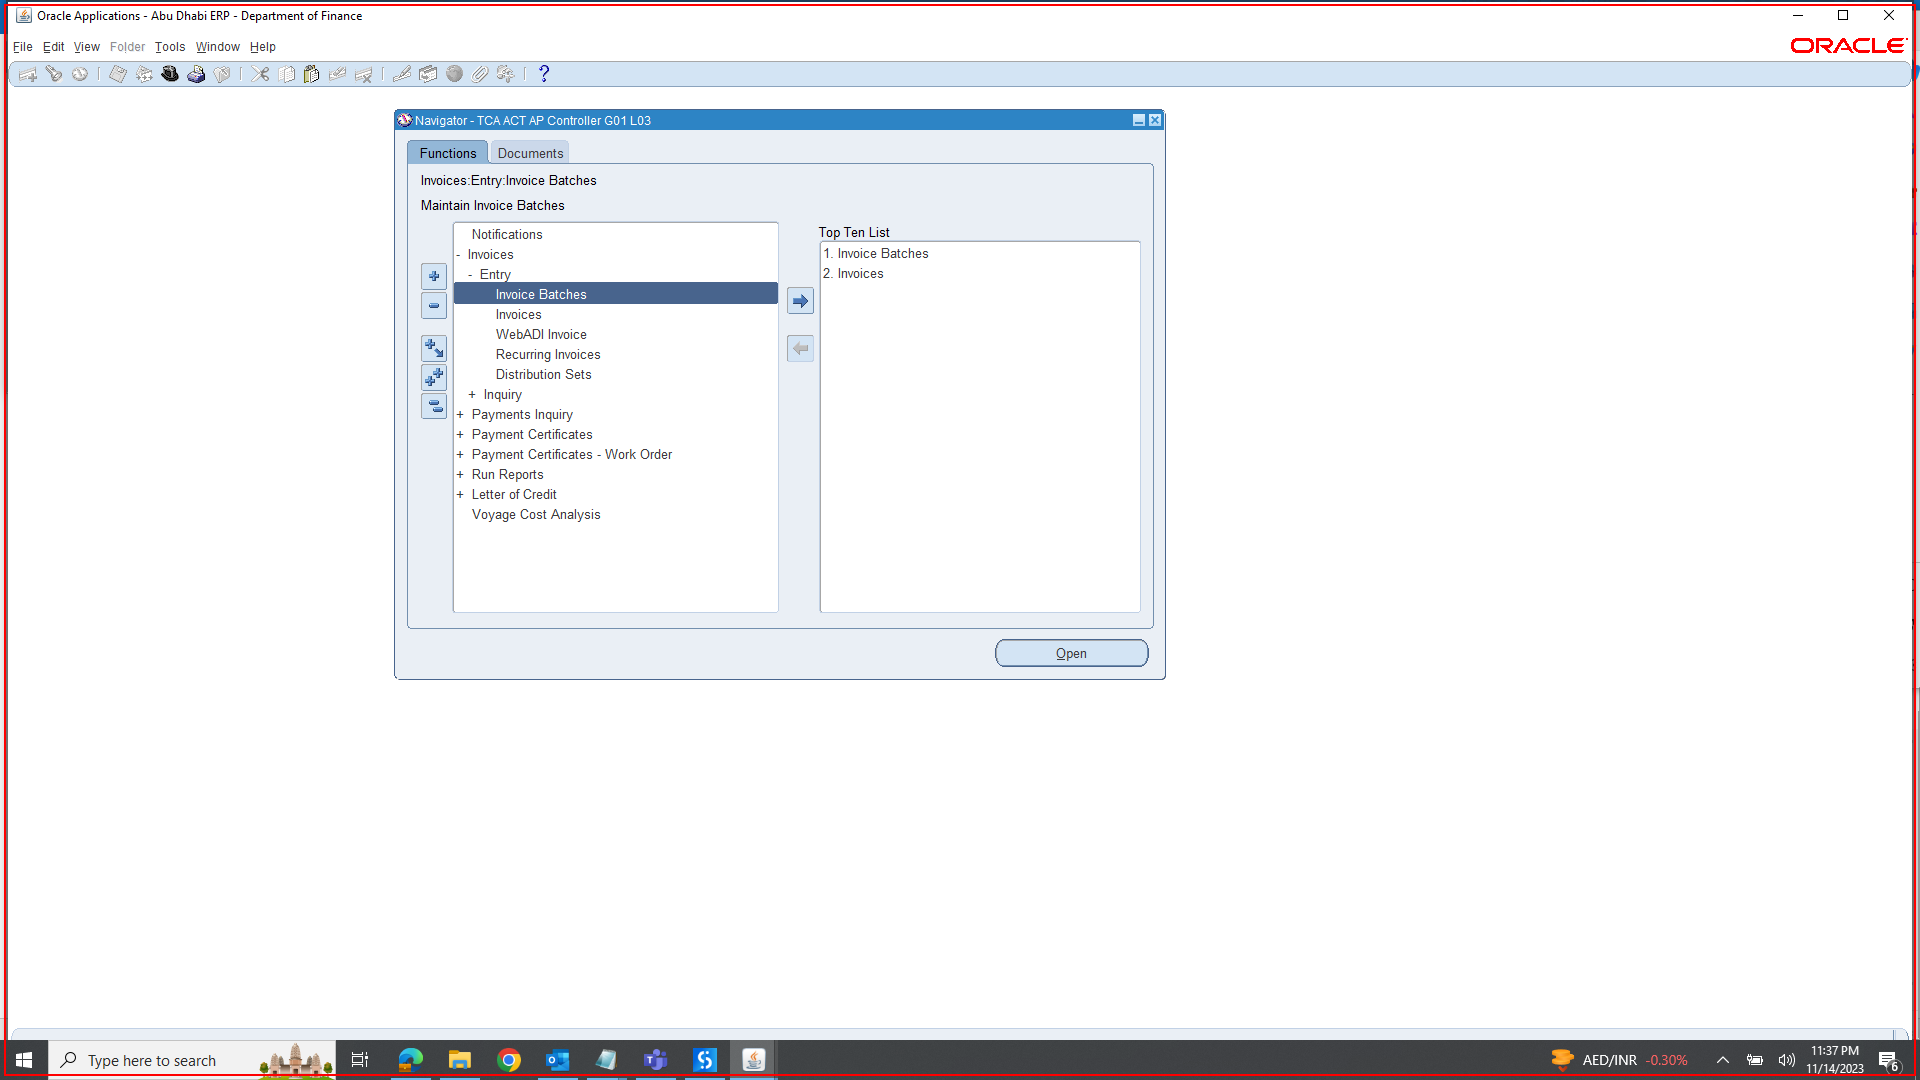 Oracle Applications - Abu Dhabi ERP - Department of Finance
File Edit View Folder Tools Window Help
ORACLE
Navigator - TCA ACT AP Controller G01 L03
Functions
Documents
Invoices:Entry:Invoice Batches
Maintain Invoice Batches
Notifications
- Invoices
- Entry
Invoice Batches
Invoices
WebADI Invoice
Recurring Invoices
Distribution Sets
+ Inquiry
+ Payments Inquiry
+ Payment Certificates
+ Payment Certificates - Work Order
+ Run Reports
+ Letter of Credit
Voyage Cost Analysis
Top Ten List
1. Invoice Batches
2. Invoices
Open
Type here to search
AED/INR -0.30%
11:37 PM
11/14/2023
6